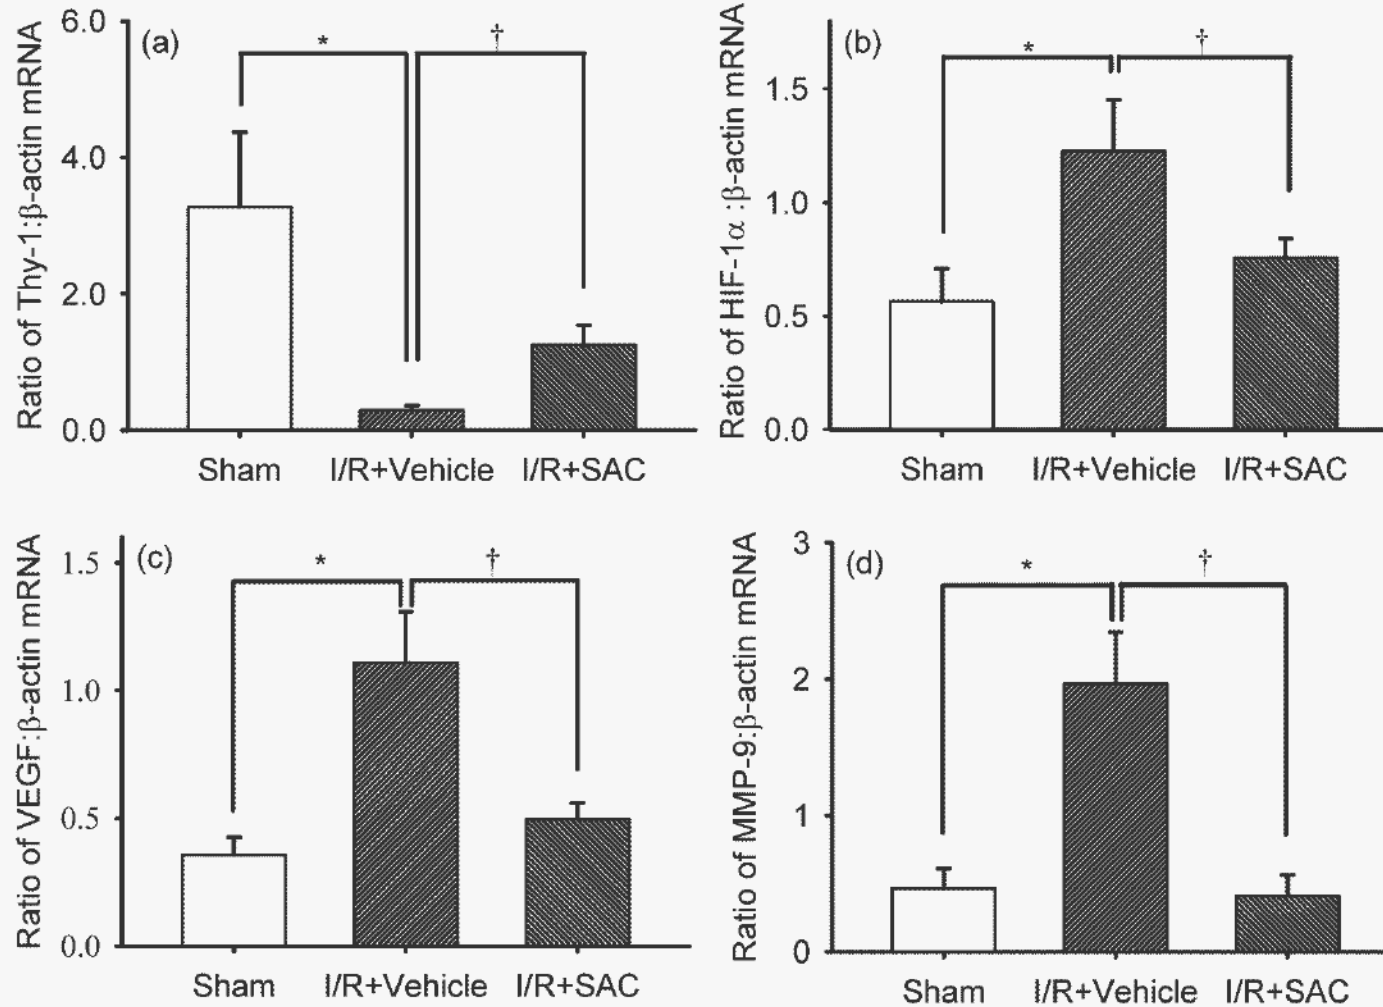 (a)
Ratio of Thy-1:β-actin mRNA
6.0
4.0
2.0
0.0
*
†
Sham I/R+Vehicle I/R+SAC
(b)
Ratio of HIF-1α :β-actin mRNA
1.5
1.0
0.5
0.0
*
†
Sham I/R+Vehicle I/R+SAC
(c)
Ratio of VEGF:β-actin mRNA
1.5
1.0
0.5
0.0
*
†
Sham I/R+Vehicle I/R+SAC
(d)
Ratio of MMP-9:β-actin mRNA
3
2
1
0
*
†
Sham I/R+Vehicle I/R+SAC